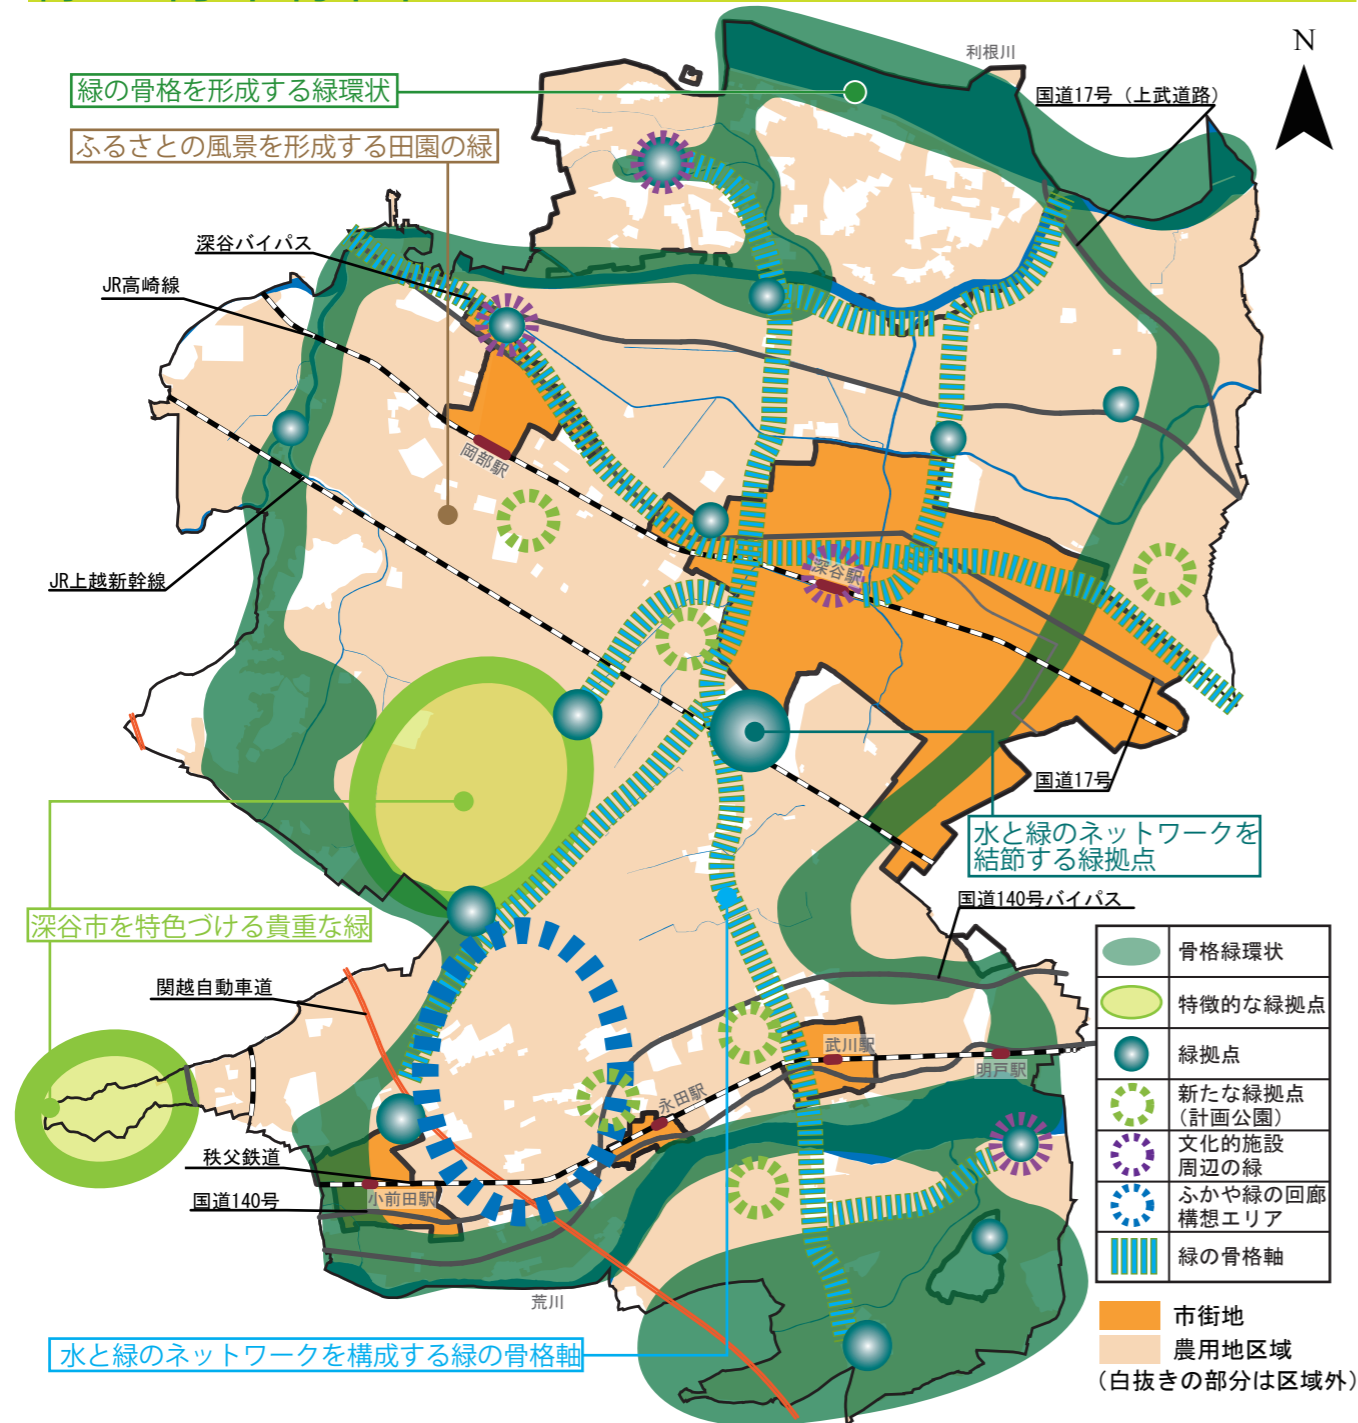 利根川
N
国道17号（上武道路）
緑の骨格を形成する緑環状
ふるさとの風景を形成する田園の緑
深谷バイパス
JR高崎線
岡部駅
JR上越新幹線
深谷駅
国道17号
水と緑のネットワークを
結節する緑拠点
国道140号バイパス
深谷市を特色づける貴重な緑
関越自動車道
武川駅
明戸駅
永田駅
秩父鉄道
小前田駅
国道140号
荒川
水と緑のネットワークを構成する緑の骨格軸
骨格緑環状
特徴的な緑拠点
緑拠点
新たな緑拠点
（計画公園）
文化的施設
周辺の緑
ふかや緑の回廊
構想エリア
緑の骨格軸
市街地
農用地区域
（白抜きの部分は区域外）